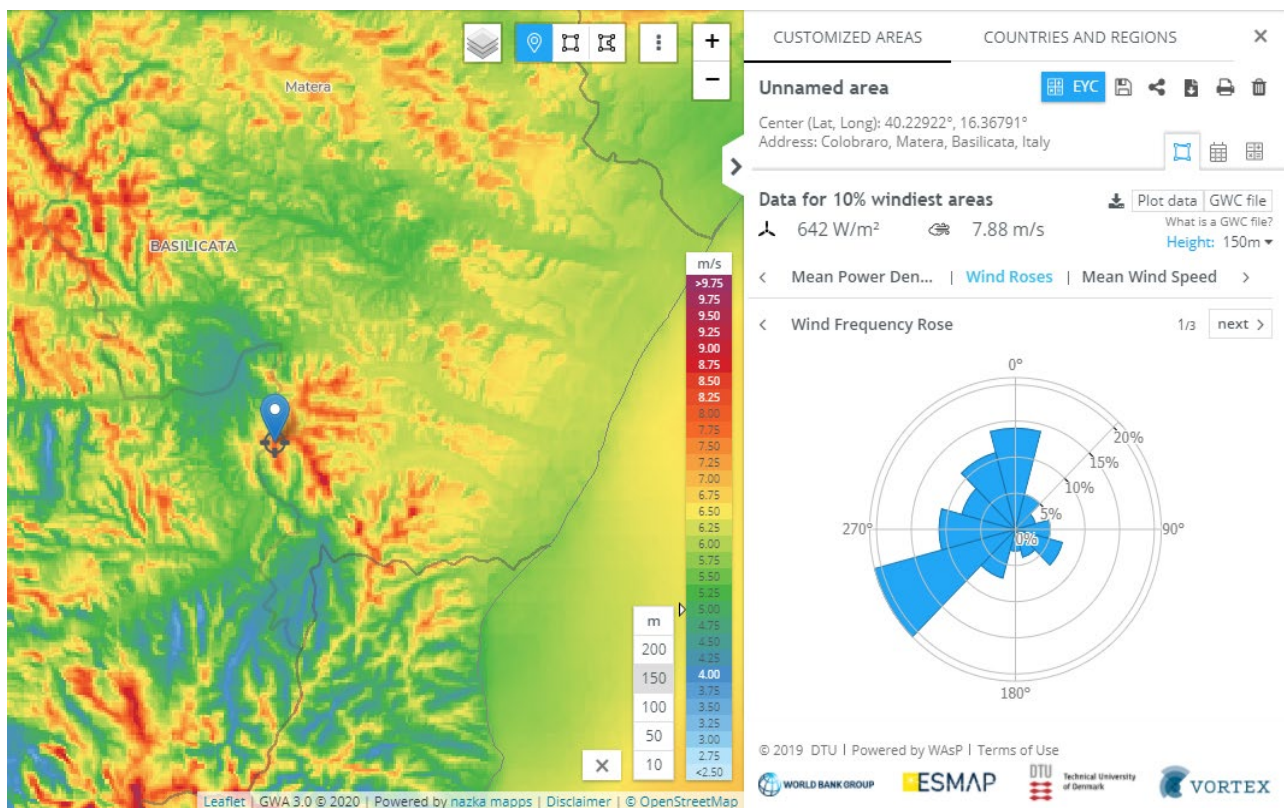 Matera
BASILICATA
+
−
m/s
>9.75
9.75
9.50
9.25
9.00
8.75
8.50
8.25
8.00
7.75
7.50
7.25
7.00
6.75
6.50
6.25
6.00
5.75
5.50
5.25
5.00
4.75
4.50
4.25
4.00
3.75
3.50
3.25
3.00
2.75
<2.50
m
200
150
100
50
10
Leaflet | GWA 3.0 © 2020 | Powered by nazka mapps | Disclaimer | © OpenStreetMap
CUSTOMIZED AREAS COUNTRIES AND REGIONS
Unnamed area EYC
Center (Lat, Long): 40.22922°, 16.36791°
Address: Colobraro, Matera, Basilicata, Italy
Data for 10% windiest areas Plot data GWC file
What is a GWC file?
642 W/m² 7.88 m/s
Height: 150m
Mean Power Den... | Wind Roses | Mean Wind Speed
Wind Frequency Rose 1/3 next
0°
20%
15%
10%
5%
0%
270°
90°
180°
© 2019 DTU | Powered by WAsP | Terms of Use
WORLD BANK GROUP
ESMAP
DTU
Technical University
of Denmark
VORTEX